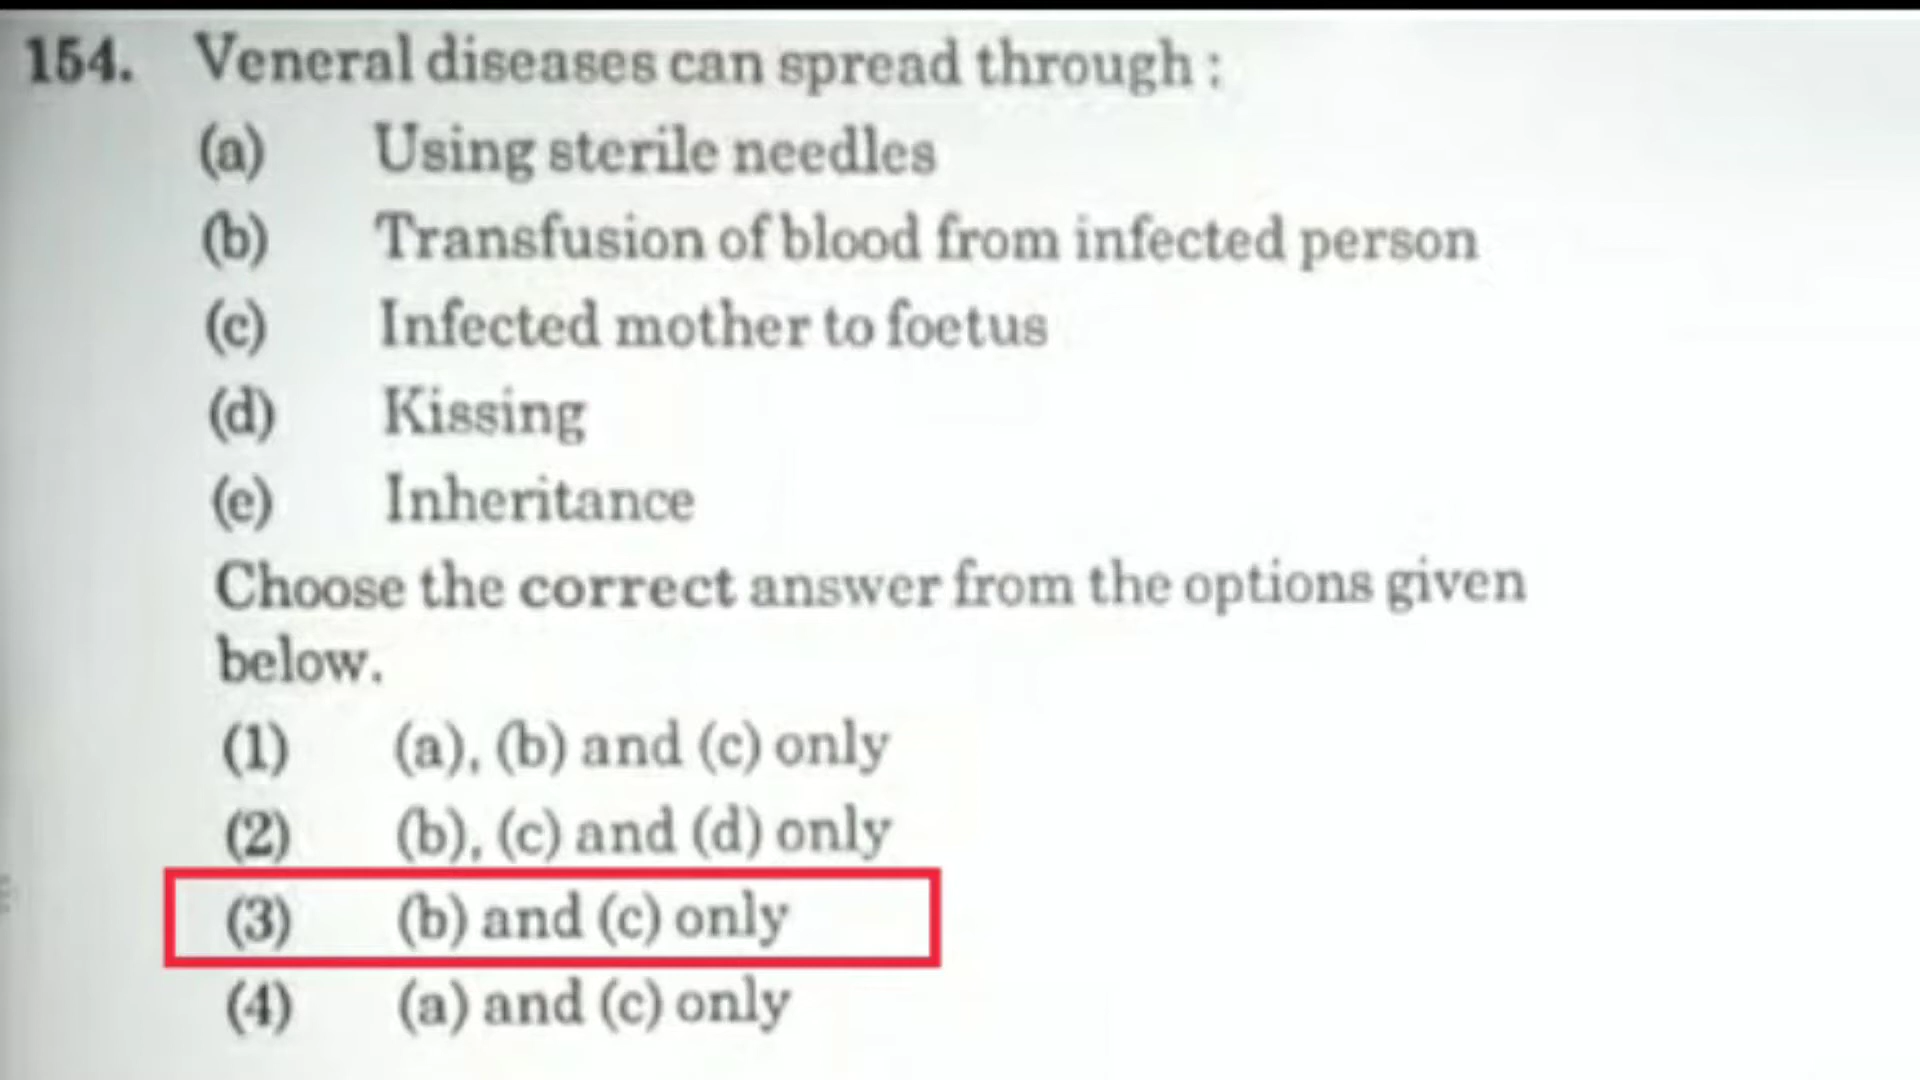 154. Veneral diseases can spread through :
(a) Using sterile needles
(b) Transfusion of blood from infected person
(c) Infected mother to foetus
(d) Kissing
(e) Inheritance
Choose the correct answer from the options given
below.
(1) (a), (b) and (c) only
(2) (b), (c) and (d) only
(3) (b) and (c) only
(4) (a) and (c) only